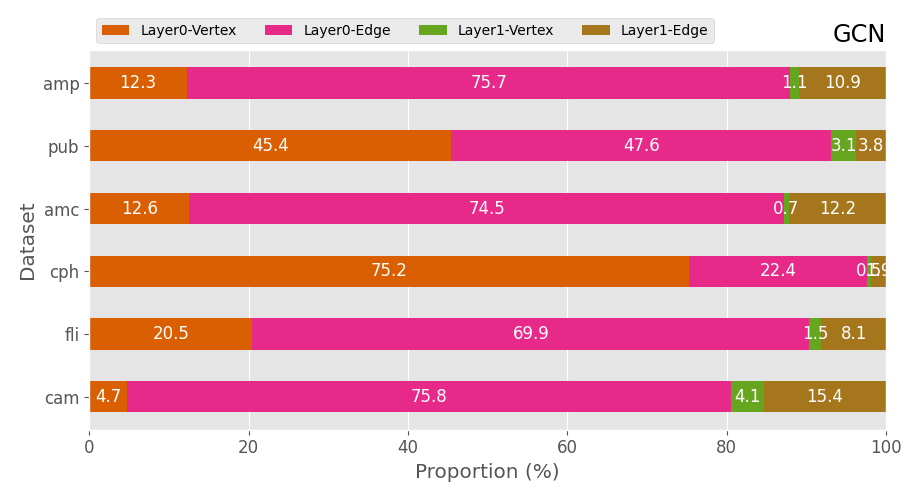 Layer0-Vertex Layer0-Edge Layer1-Vertex Layer1-Edge GCN
amp 12.3 75.7 1.1 10.9
pub 45.4 47.6 3.1 3.8
amc 12.6 74.5 0.7 12.2
cph 75.2 22.4
fli 20.5 69.9 1.5 8.1
cam 4.7 75.8 4.1 15.4
0 20 40 60 80 100
Dataset
Proportion (%)